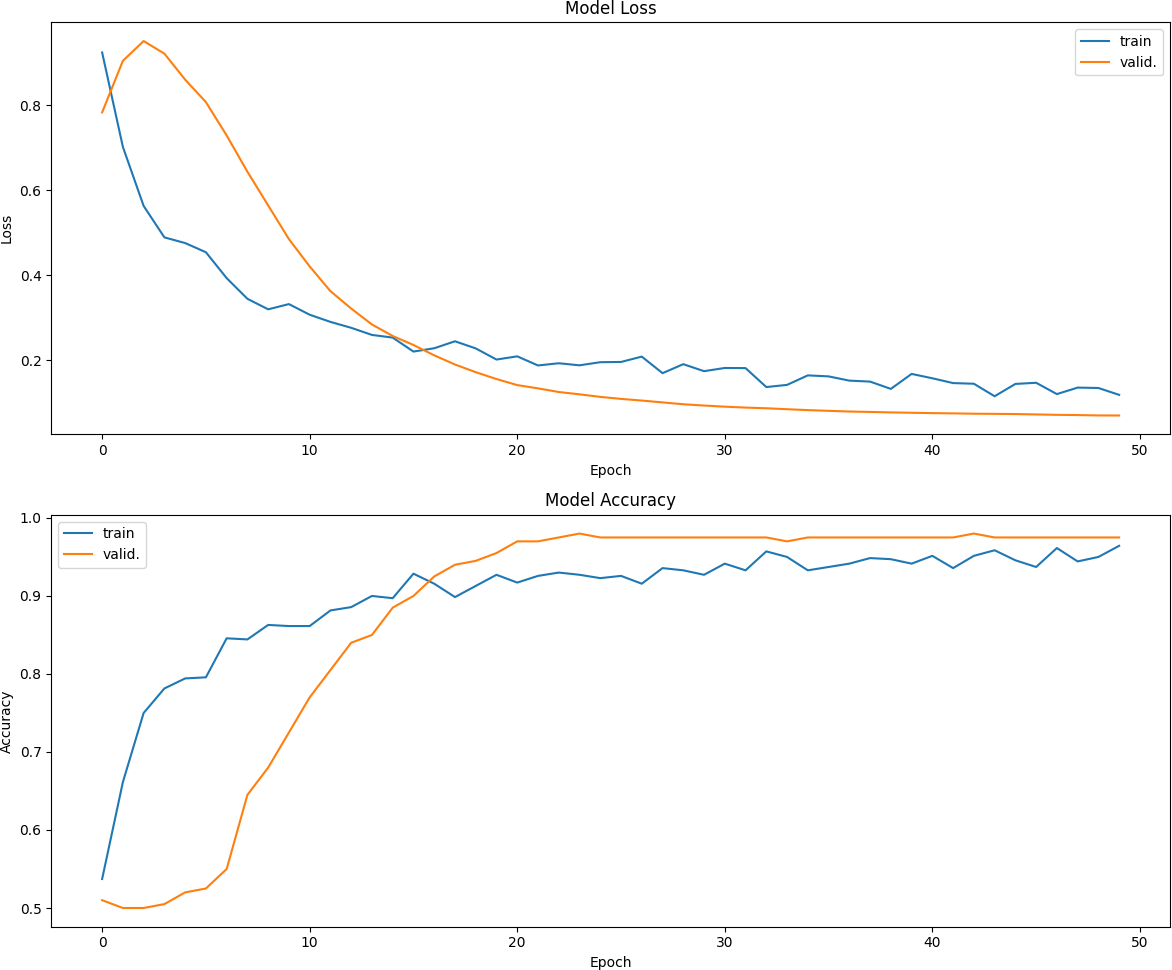 Model Loss
train
valid.
0.8
0.6
0.4
0.2
Loss
0 10 20 30 40 50
Epoch
Model Accuracy
train
valid.
1.0
0.9
0.8
0.7
0.6
0.5
Accuracy
0 10 20 30 40 50
Epoch